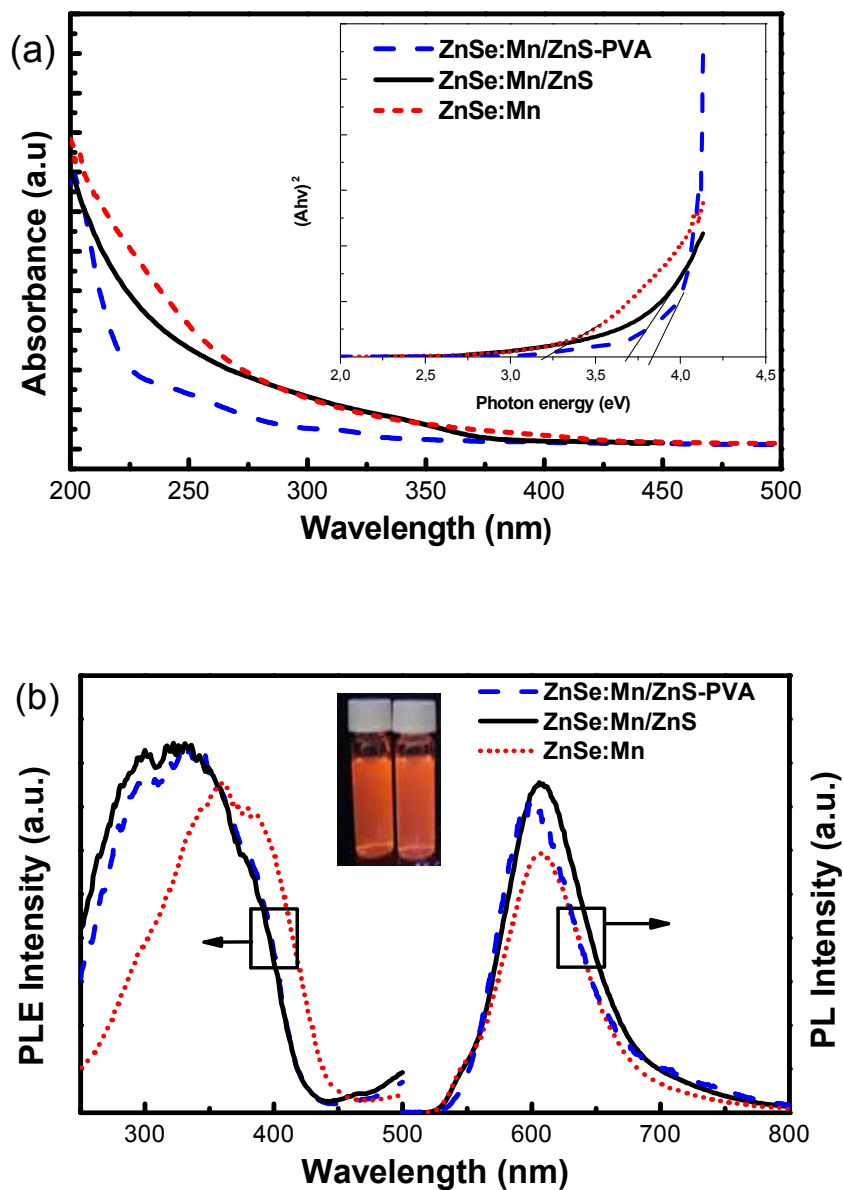 (a)
ZnSe:Mn/ZnS-PVA
ZnSe:Mn/ZnS
ZnSe:Mn
(Ahv)²
2,0 2,5 3,0 3,5 4,0 4,5
Photon energy (eV)
Absorbance (a.u)
200 250 300 350 400 450 500
Wavelength (nm)
(b)
ZnSe:Mn/ZnS-PVA
ZnSe:Mn/ZnS
ZnSe:Mn
PLE Intensity (a.u.)
PL Intensity (a.u.)
300 400 500 600 700 800
Wavelength (nm)